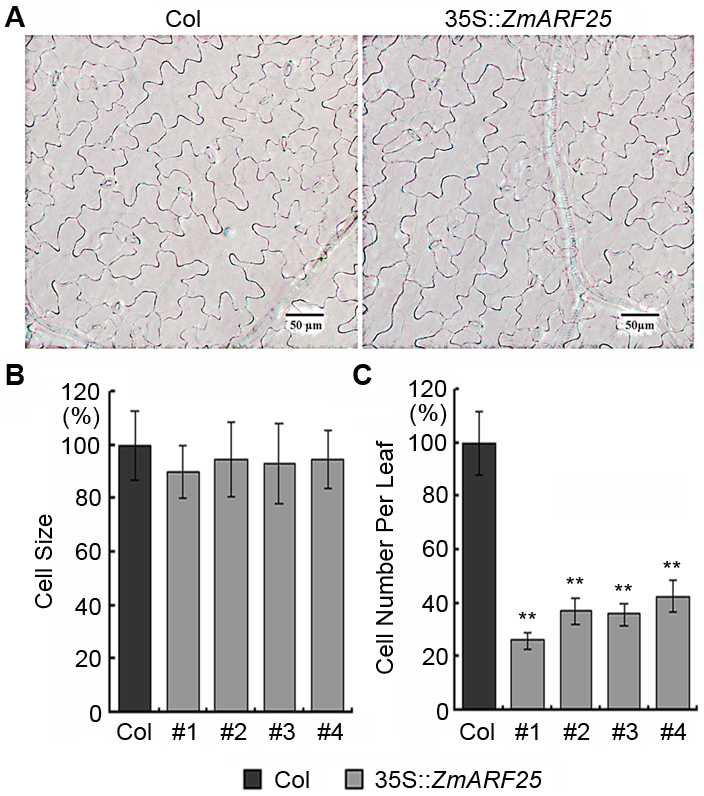 A
Col
35S::ZmARF25
50 µm
50µm
B
120
(%)
100
80
60
40
20
0
Cell Size
Col #1 #2 #3 #4
C
120
(%)
100
80
60
40
20
0
Cell Number Per Leaf
**
**
**
**
Col #1 #2 #3 #4
Col 35S::ZmARF25